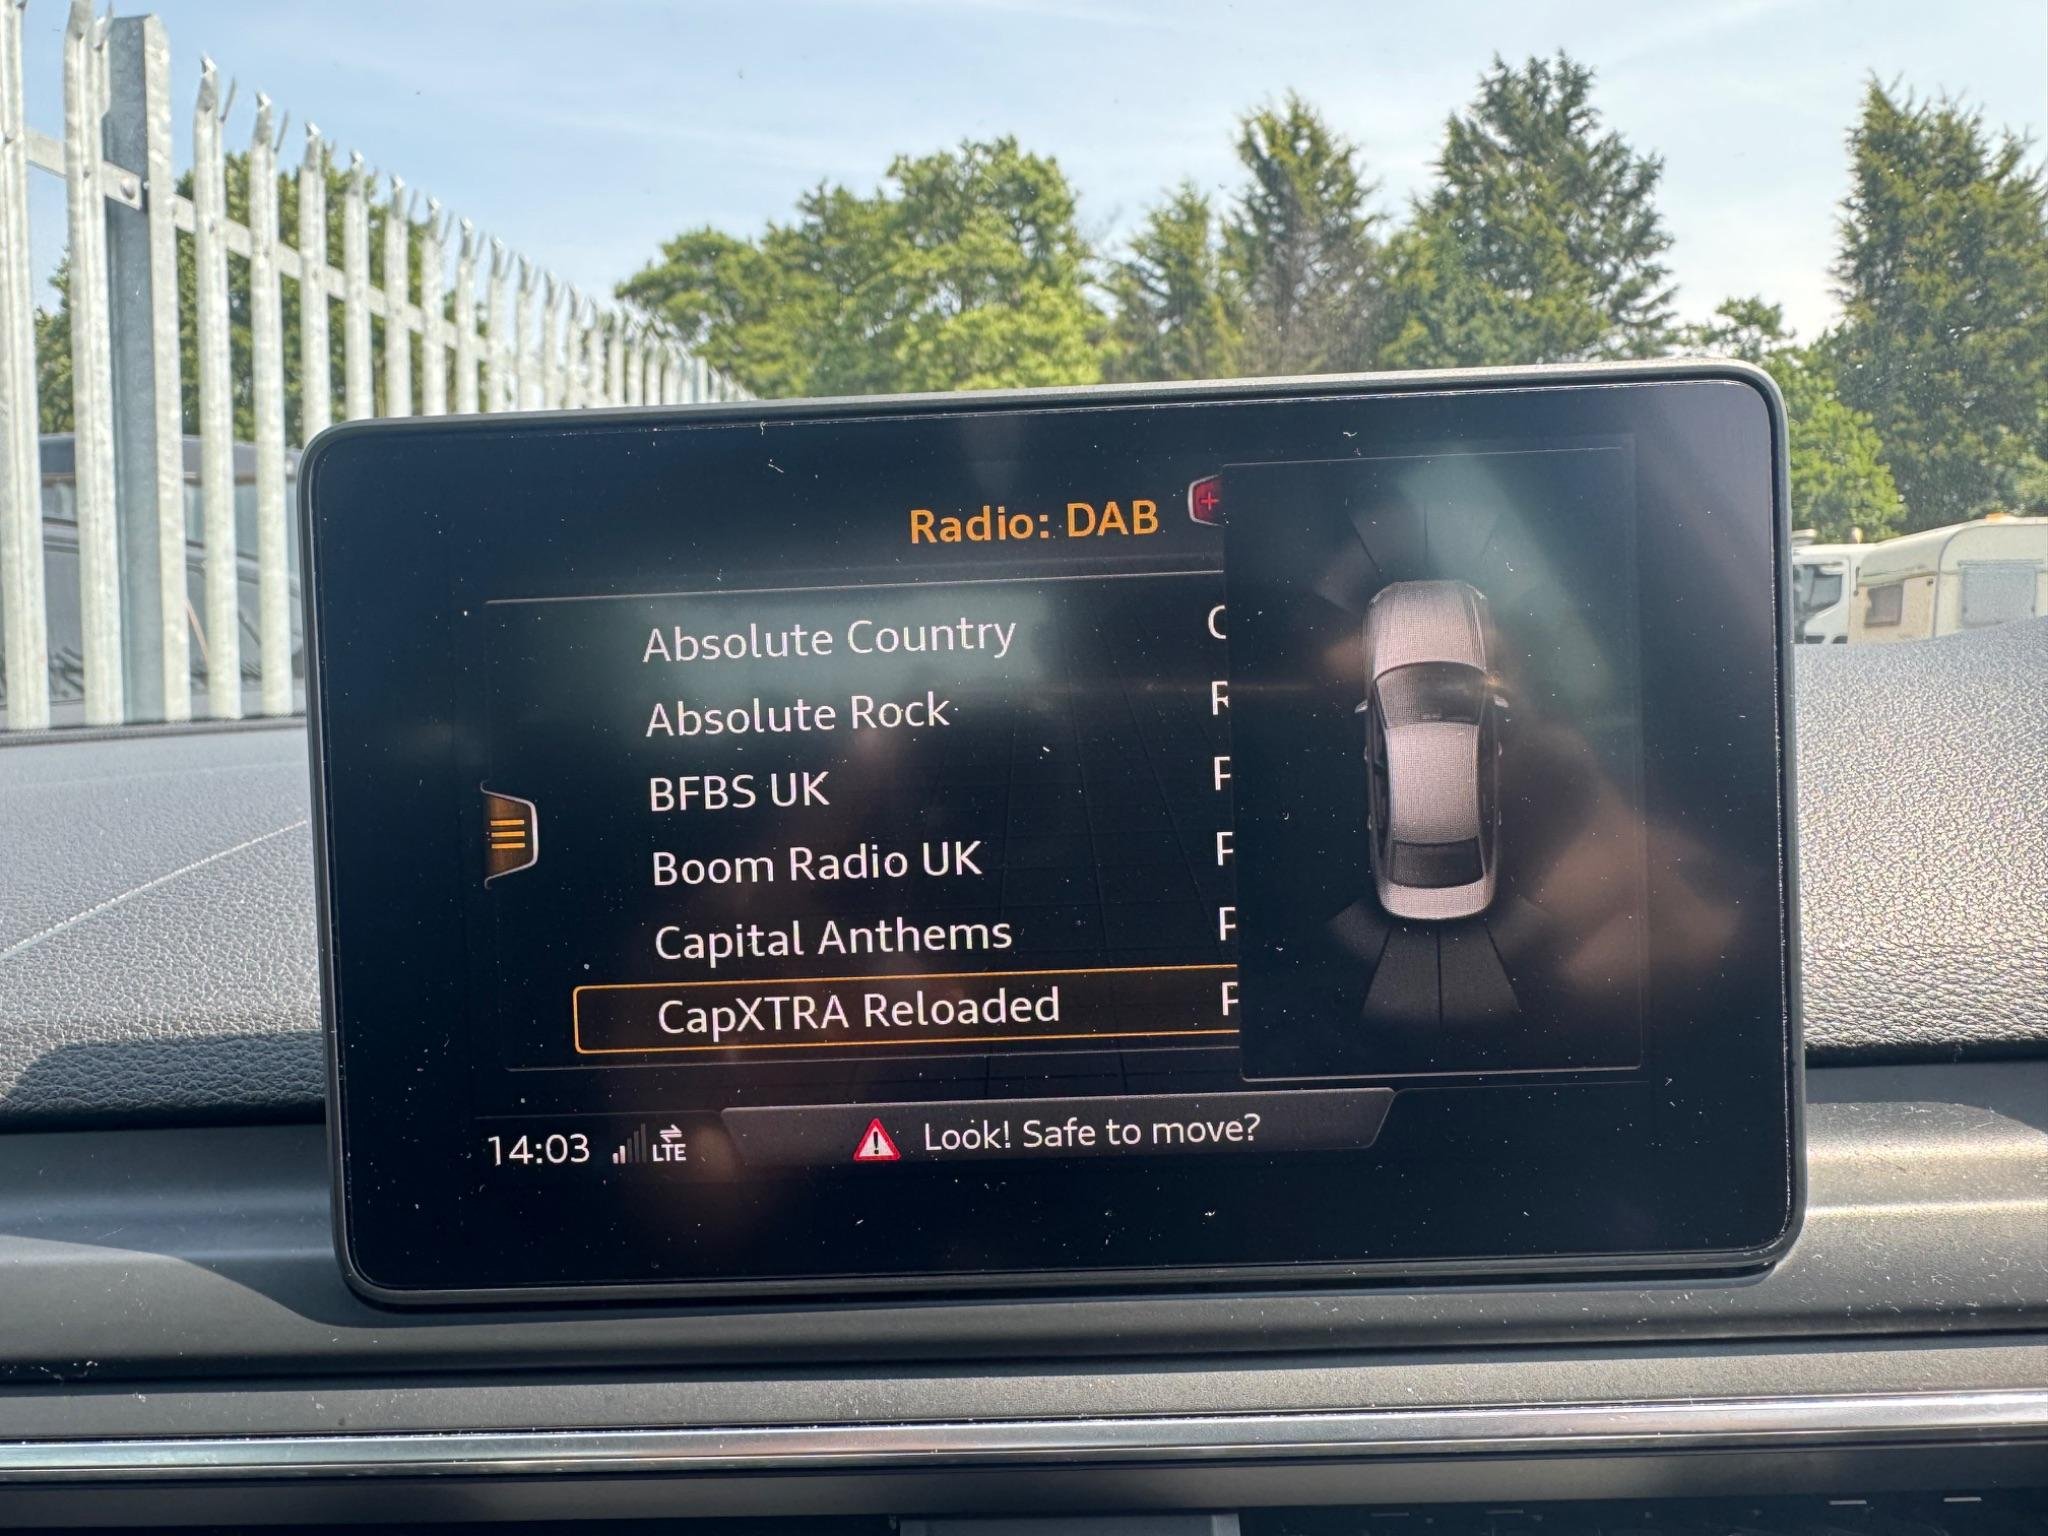 Radio: DAB
Absolute Country C
Absolute Rock R
BFBS UK P
Boom Radio UK P
Capital Anthems P
CapXTRA Reloaded P
14:03 LTE Look! Safe to move?